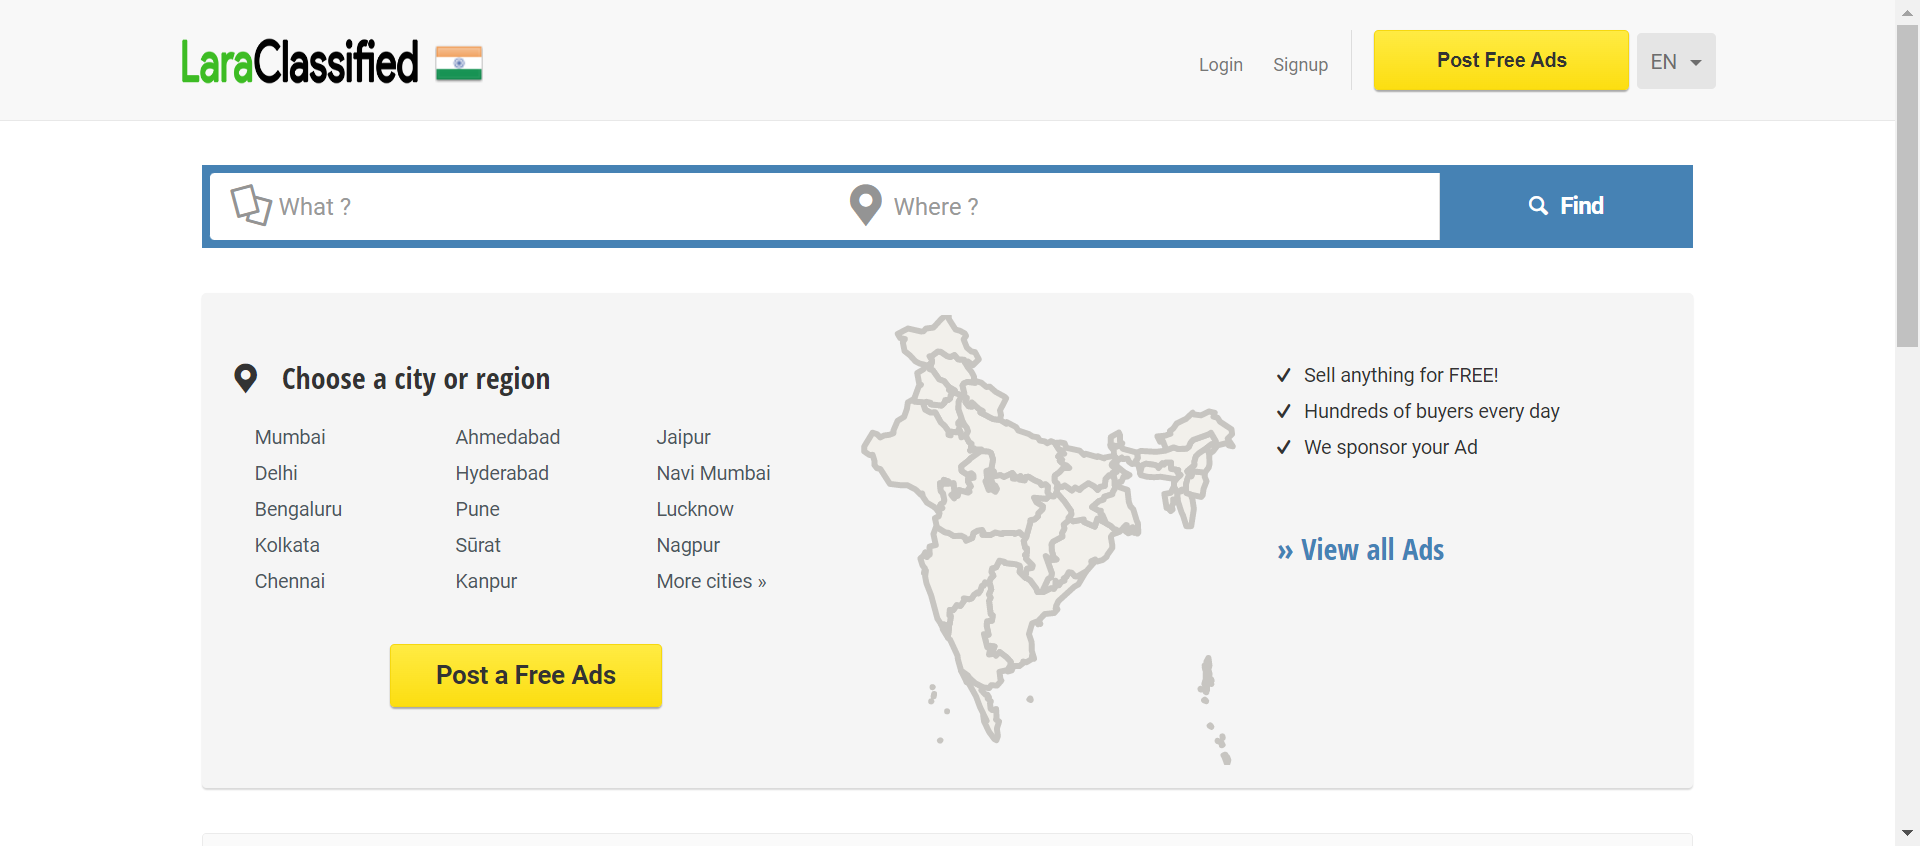 LaraClassified
Login Signup Post Free Ads EN
What ? Where ? Find
Choose a city or region
Mumbai Ahmedabad Jaipur
Delhi Hyderabad Navi Mumbai
Bengaluru Pune Lucknow
Kolkata Sūrat Nagpur
Chennai Kanpur More cities »
Post a Free Ads
Sell anything for FREE!
Hundreds of buyers every day
We sponsor your Ad
» View all Ads